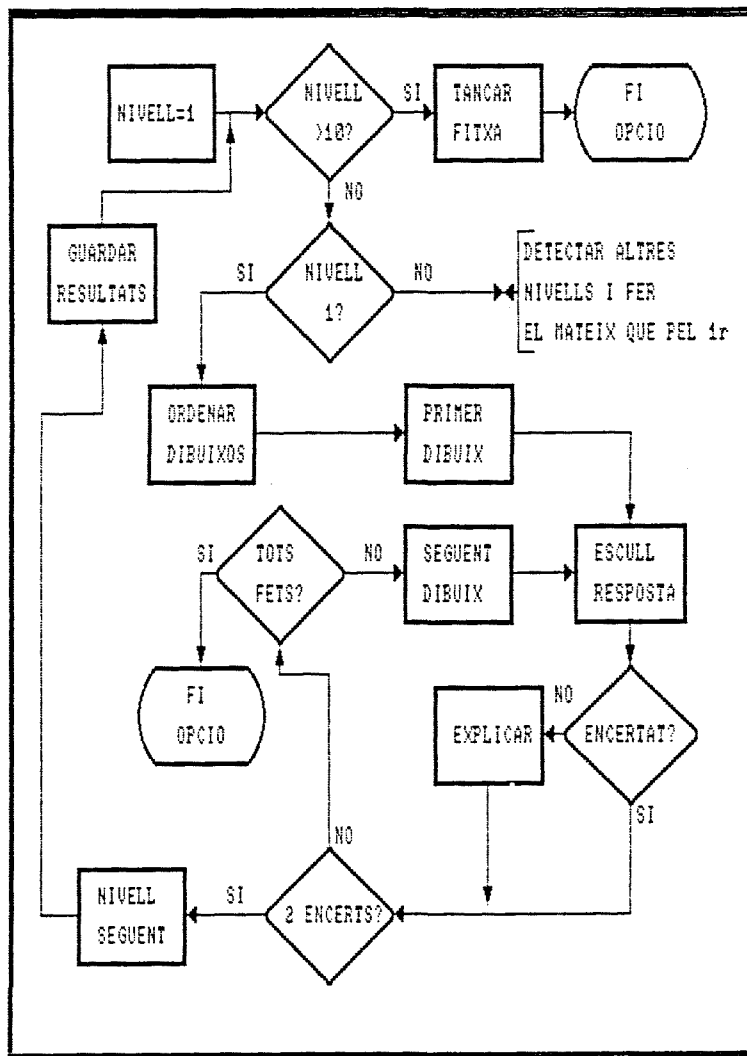 NIVELL=1
NIVELL
>10?
SI
TANCAR
FITXA
FI
OPCIO
NO
GUARDAR
RESULTATS
SI
NIVELL
1?
NO
DETECTAR ALTRES
NIVELLS I FER
EL MATEIX QUE PEL 1r
ORDENAR
DIBUIXOS
PRIMER
DIBUIX
SI
TOTS
FETS?
NO
SEGUENT
DIBUIX
ESCULL
RESPOSTA
FI
OPCIO
EXPLICAR
NO
ENCERTAT?
SI
NO
NIVELL
SEGUENT
SI
2 ENCERTS?